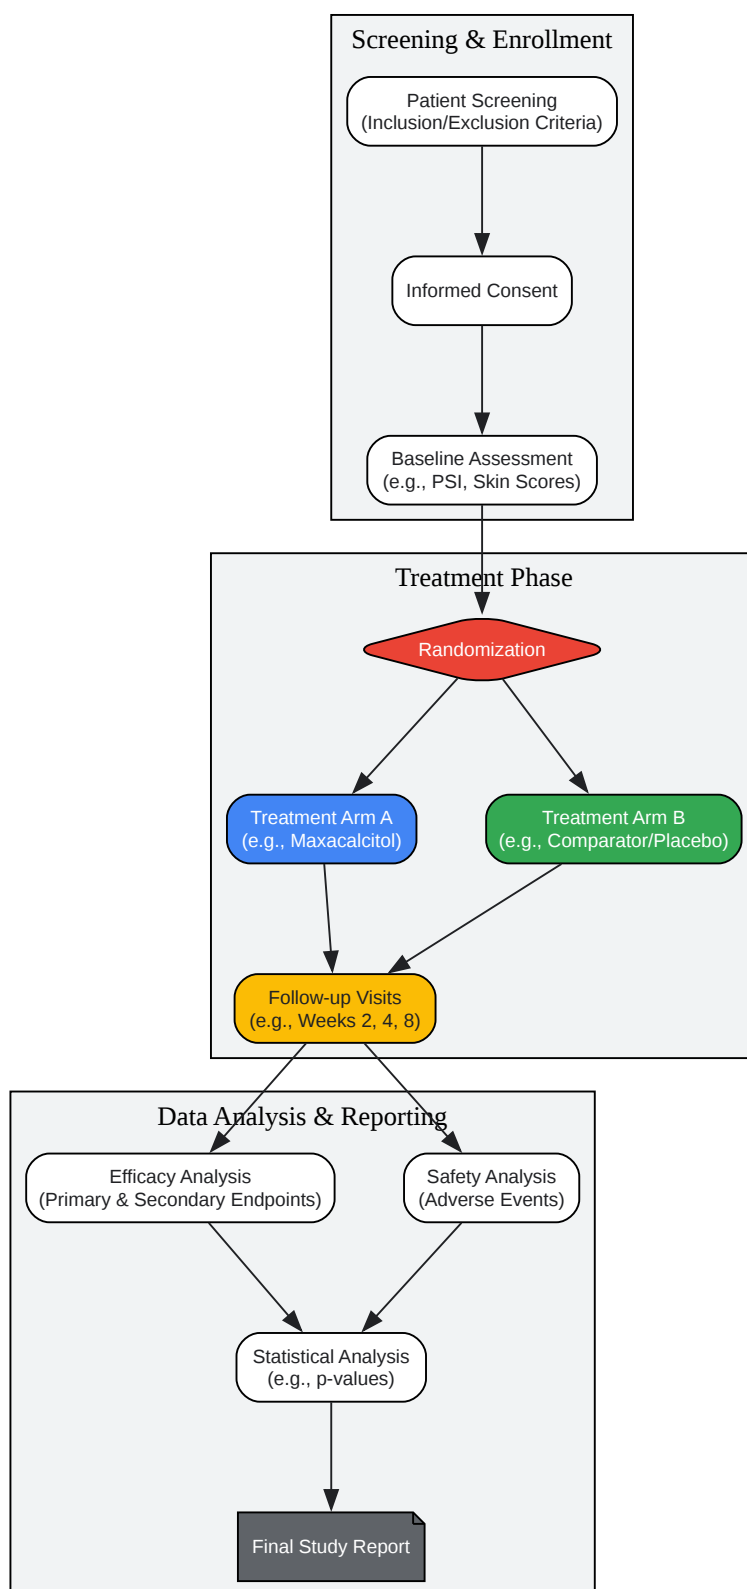 Screening & Enrollment
Patient Screening
(Inclusion/Exclusion Criteria)
Informed Consent
Baseline Assessment
(e.g., PSI, Skin Scores)
Treatment Phase
Randomization
Treatment Arm A
(e.g., Maxacalcitol)
Treatment Arm B
(e.g., Comparator/Placebo)
Follow-up Visits
(e.g., Weeks 2, 4, 8)
Data Analysis & Reporting
Efficacy Analysis
(Primary & Secondary Endpoints)
Safety Analysis
(Adverse Events)
Statistical Analysis
(e.g., p-values)
Final Study Report